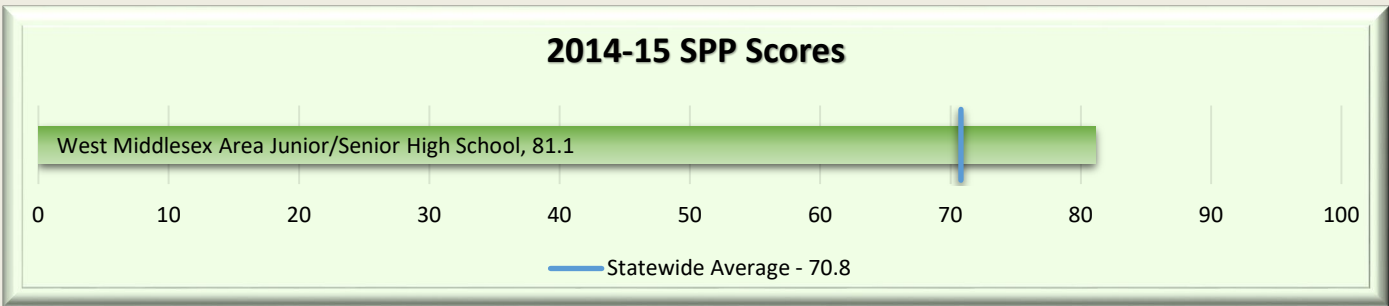 2014-15 SPP Scores
West Middlesex Area Junior/Senior High School, 81.1
0 10 20 30 40 50 60 70 80 90 100
Statewide Average - 70.8